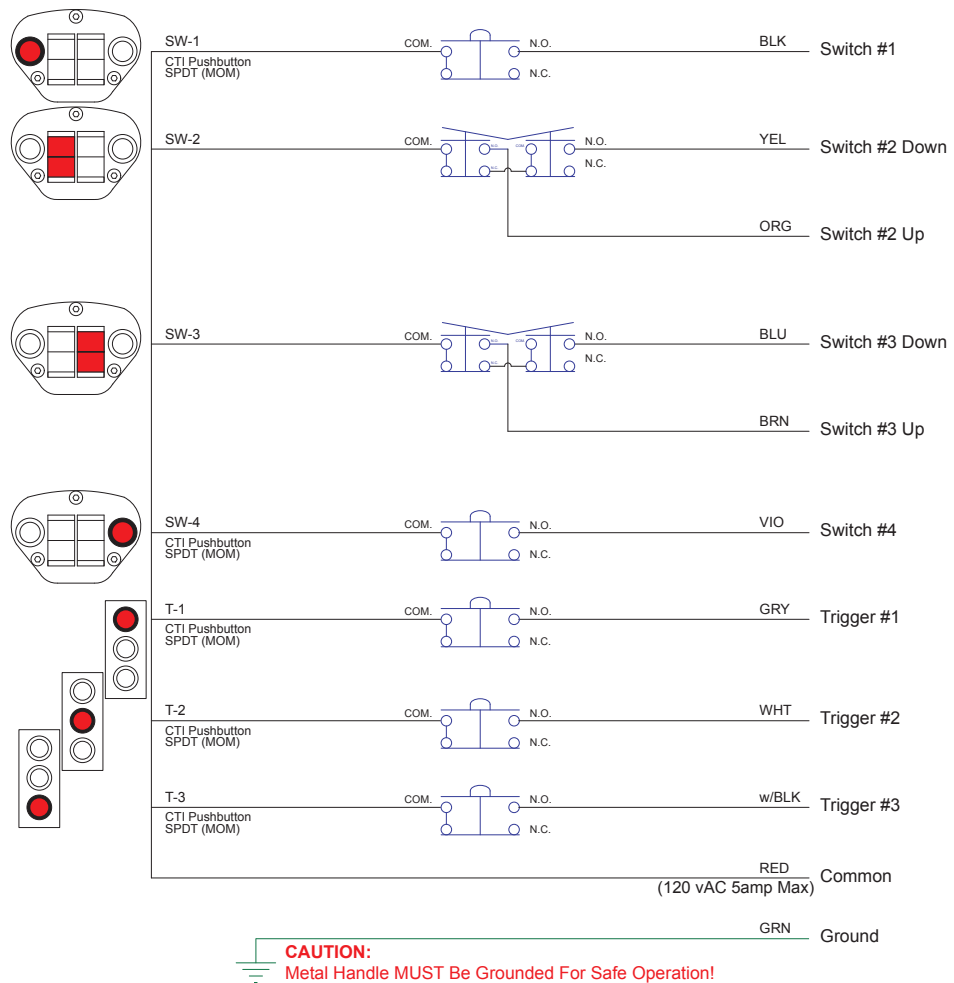 SW-1 COM. N.O. BLK Switch #1
CTI Pushbutton
SPDT (MOM) N.C.
SW-2 COM. N.O. COM N.O. YEL Switch #2 Down
N.C. N.C.
ORG Switch #2 Up
SW-3 COM. N.O. COM N.O. BLU Switch #3 Down
N.C. N.C.
BRN Switch #3 Up
SW-4 COM. N.O. VIO Switch #4
CTI Pushbutton
SPDT (MOM) N.C.
T-1 COM. N.O. GRY Trigger #1
CTI Pushbutton
SPDT (MOM) N.C.
T-2 COM. N.O. WHT Trigger #2
CTI Pushbutton
SPDT (MOM) N.C.
T-3 COM. N.O. w/BLK Trigger #3
CTI Pushbutton
SPDT (MOM) N.C.
RED Common
(120 vAC 5amp Max)
GRN Ground
CAUTION:
Metal Handle MUST Be Grounded For Safe Operation!